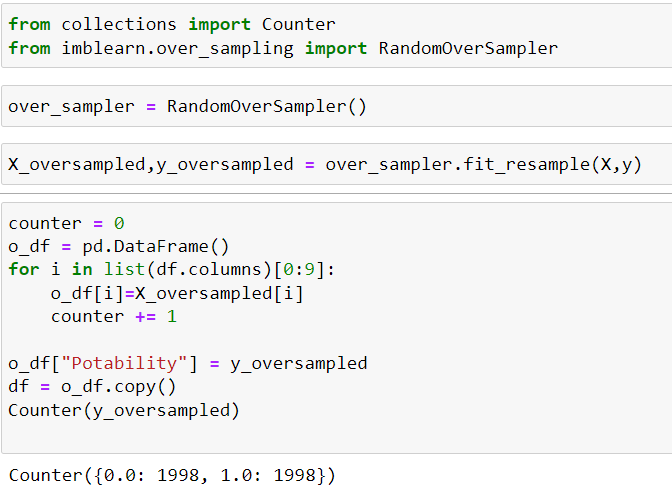 from collections import Counter
from imblearn.over_sampling import RandomOverSampler
over_sampler = RandomOverSampler()
X_oversampled,y_oversampled = over_sampler.fit_resample(X,y)
counter = 0
o_df = pd.DataFrame()
for i in list(df.columns)[0:9]:
    o_df[i]=X_oversampled[i]
    counter += 1
o_df["Potability"] = y_oversampled
df = o_df.copy()
Counter(y_oversampled)
Counter({0.0: 1998, 1.0: 1998})